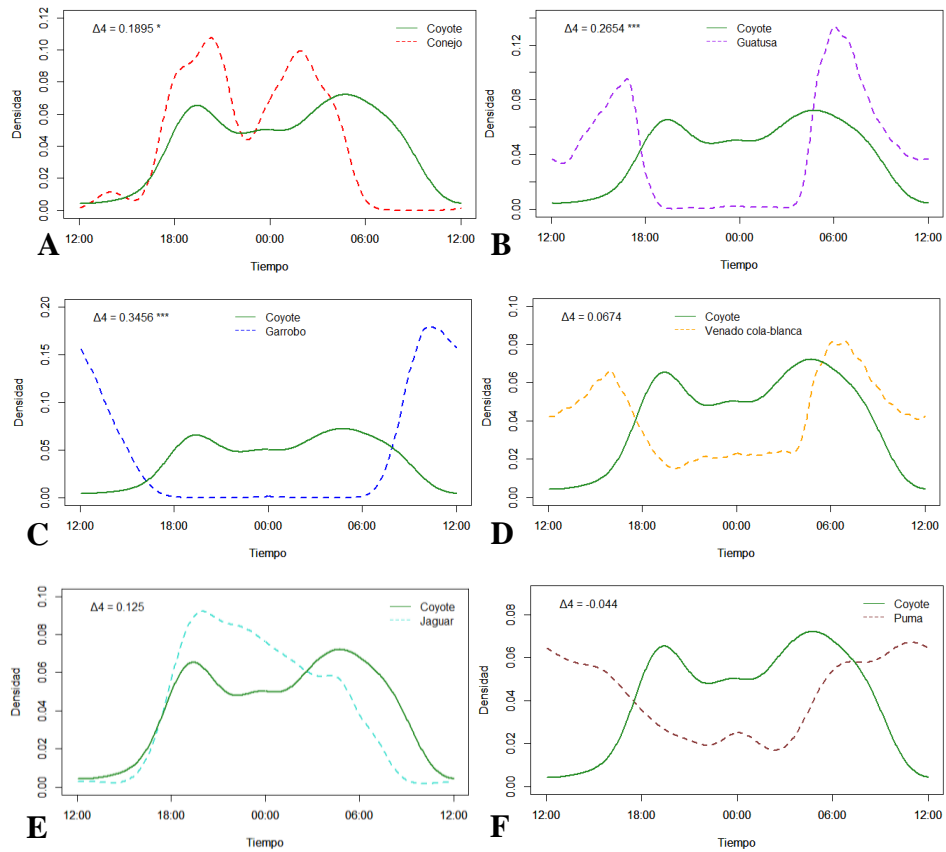 Δ4 = 0.1895 *
Coyote
Conejo
Densidad
0.00 0.02 0.04 0.06 0.08 0.10 0.12
12:00 18:00 00:00 06:00 12:00
Tiempo
A
Δ4 = 0.2654 ***
Coyote
Guatusa
Densidad
0.00 0.04 0.08 0.12
12:00 18:00 00:00 06:00 12:00
Tiempo
B
Δ4 = 0.3456 ***
Coyote
Garrobo
Densidad
0.00 0.05 0.10 0.15 0.20
12:00 18:00 00:00 06:00 12:00
Tiempo
C
Δ4 = 0.0674
Coyote
Venado cola-blanca
Densidad
0.00 0.02 0.04 0.06 0.08 0.10
12:00 18:00 00:00 06:00 12:00
Tiempo
D
Δ4 = 0.125
Coyote
Jaguar
Densidad
0.00 0.02 0.04 0.06 0.08 0.10
12:00 18:00 00:00 06:00 12:00
Tiempo
E
Δ4 = -0.044
Coyote
Puma
Densidad
0.00 0.02 0.04 0.06 0.08
12:00 18:00 00:00 06:00 12:00
Tiempo
F